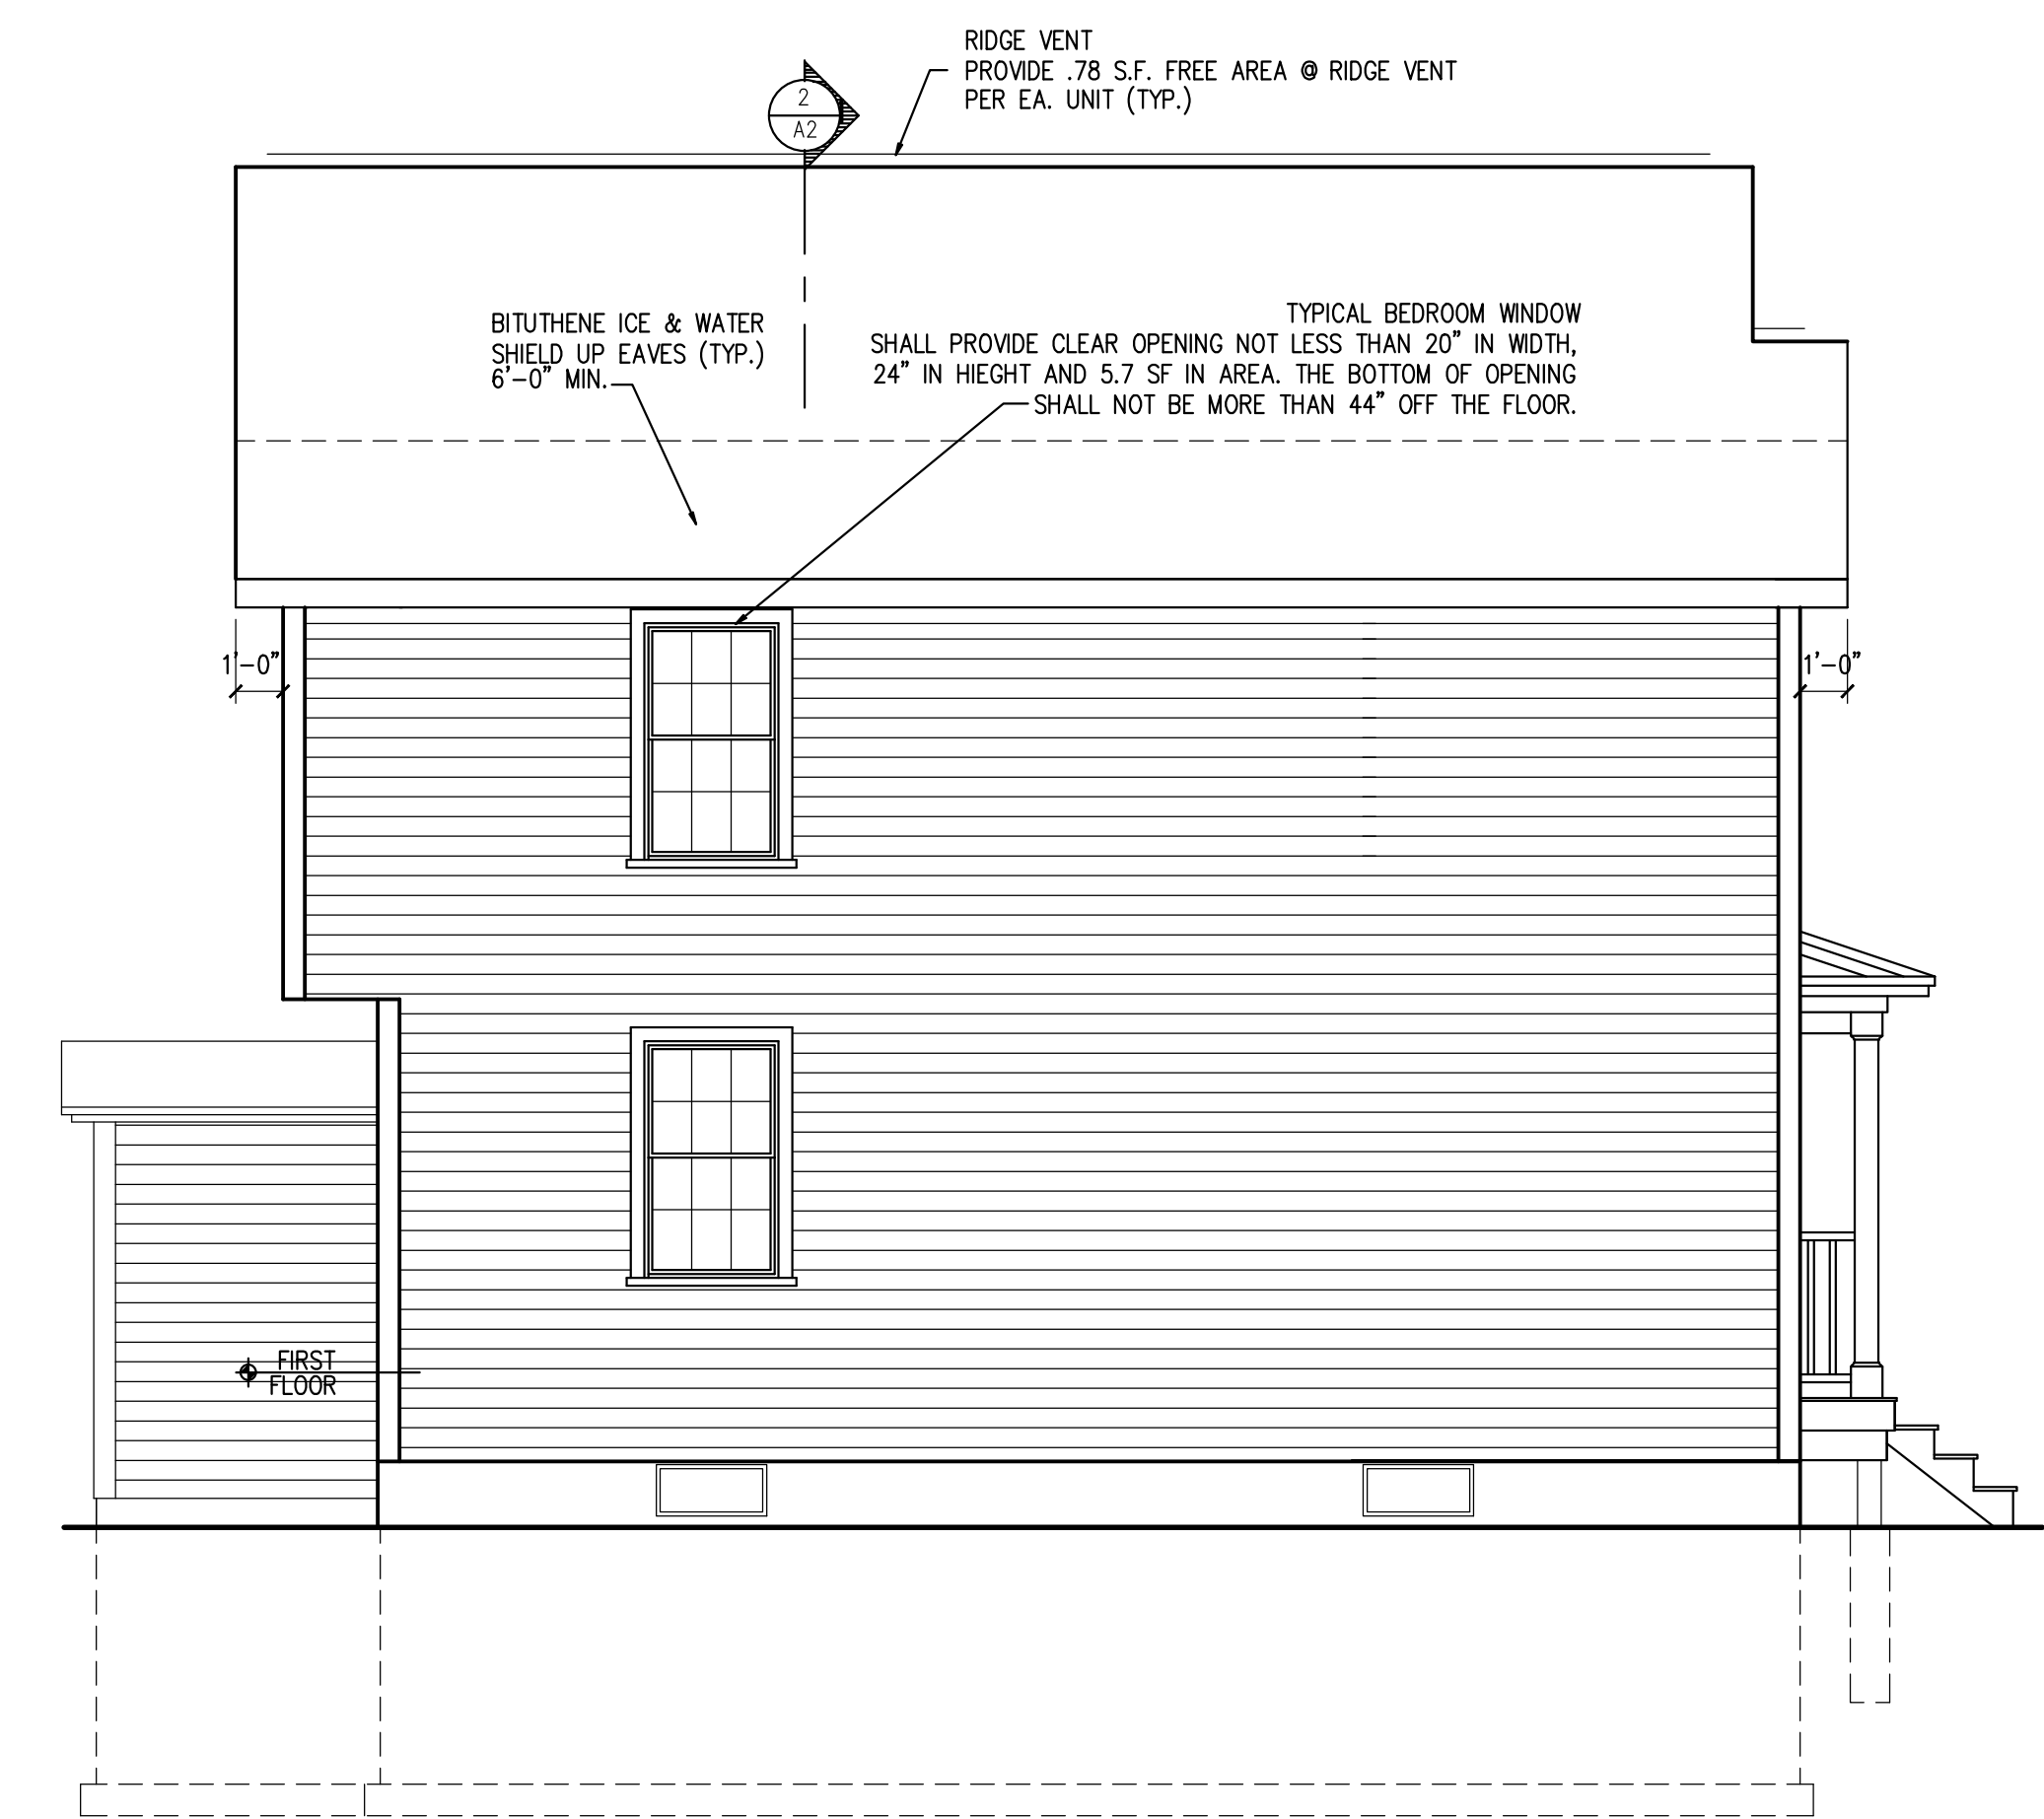 RIDGE VENT
PROVIDE .78 S.F. FREE AREA @ RIDGE VENT
PER EA. UNIT (TYP.)
2
A2
BITUTHENE ICE & WATER
SHIELD UP EAVES (TYP.)
6'-0" MIN.
TYPICAL BEDROOM WINDOW
SHALL PROVIDE CLEAR OPENING NOT LESS THAN 20" IN WIDTH,
24" IN HIEGHT AND 5.7 SF IN AREA. THE BOTTOM OF OPENING
SHALL NOT BE MORE THAN 44" OFF THE FLOOR.
1'-0"
1'-0"
FIRST
FLOOR